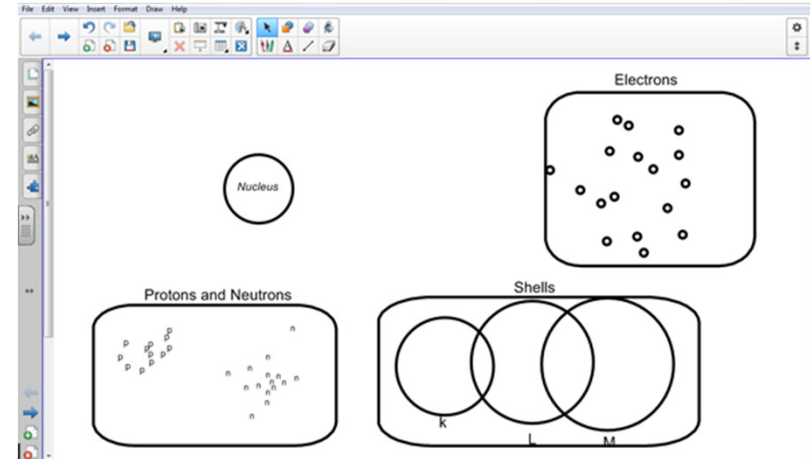 File Edit View Insert Format Draw Help
Electrons
Nucleus
Protons and Neutrons
Shells
p p p p p p p p p p p p
n n n n n n n n n n n n n n
k
L
M